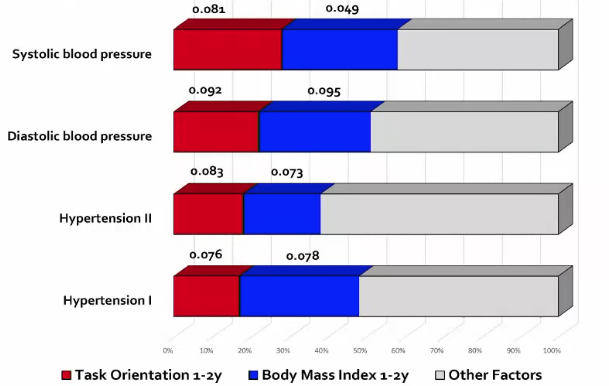 0.081 0.049
Systolic blood pressure
0.092 0.095
Diastolic blood pressure
0.083 0.073
Hypertension II
0.076 0.078
Hypertension I
0% 10% 20% 30% 40% 50% 60% 70% 80% 90% 100%
Task Orientation 1-2y Body Mass Index 1-2y Other Factors